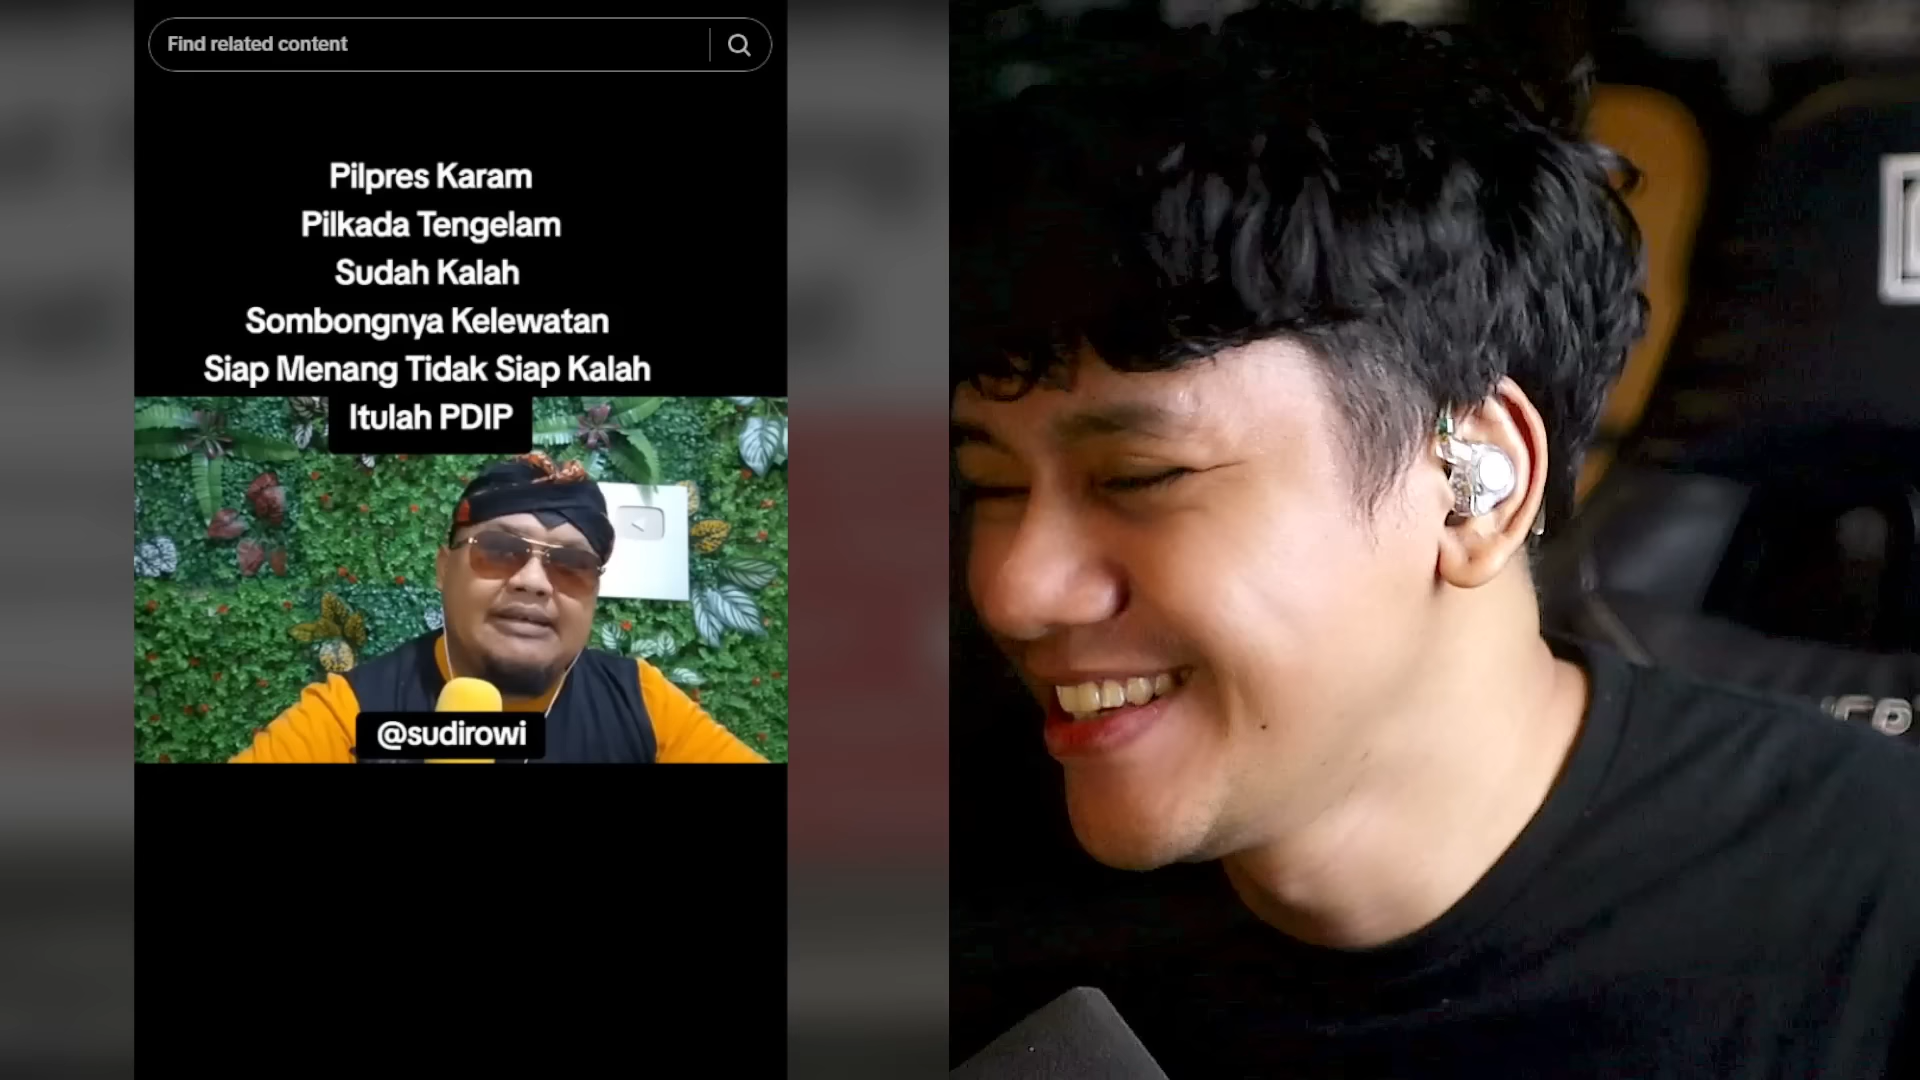 Find related content
Pilpres Karam
Pilkada Tengelam
Sudah Kalah
Sombongnya Kelewatan
Siap Menang Tidak Siap Kalah
Itulah PDIP
@sudirowi